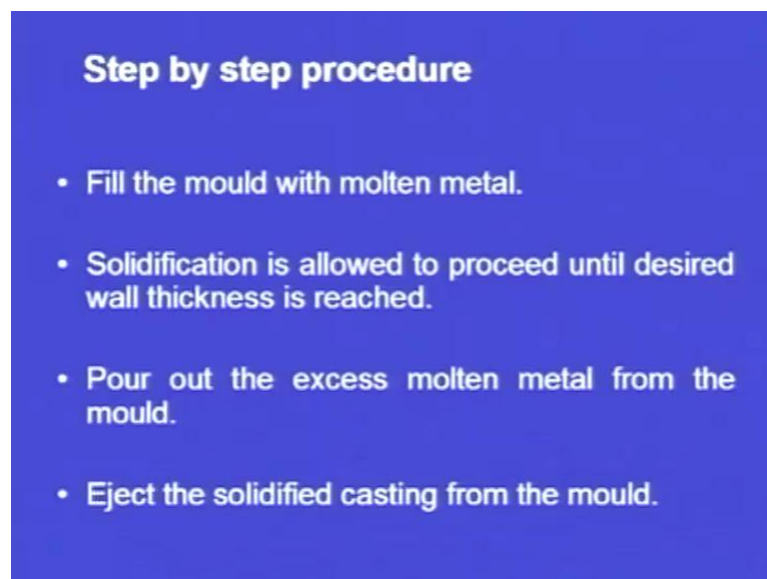 Step by step procedure
• Fill the mould with molten metal.
• Solidification is allowed to proceed until desired
wall thickness is reached.
• Pour out the excess molten metal from the
mould.
• Eject the solidified casting from the mould.